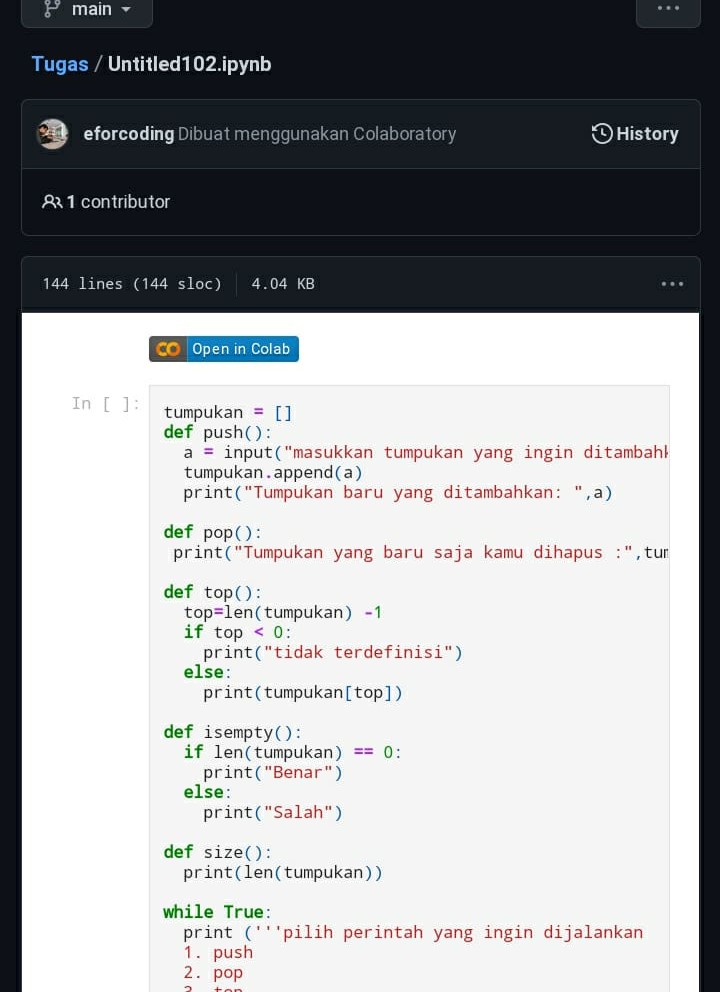 main
Tugas / Untitled102.ipynb
eforcoding Dibuat menggunakan Colaboratory
History
1 contributor
144 lines (144 sloc) 4.04 KB
Open in Colab
In [ ]:
tumpukan = []
def push():
  a = input("masukkan tumpukan yang ingin
  tumpukan.append(a)
  print("Tumpukan baru yang ditambahkan: ",a)
def pop():
 print("Tumpukan yang baru saja kamu dihapus :",
def top():
  top=len(tumpukan) -1
  if top < 0:
    print("tidak terdefinisi")
  else:
    print(tumpukan[top])
def isempty():
  if len(tumpukan) == 0:
    print("Benar")
  else:
    print("Salah")
def size():
  print(len(tumpukan))
while True:
  print ('''pilih perintah yang ingin dijalankan
  1. push
  2. pop
  3. top